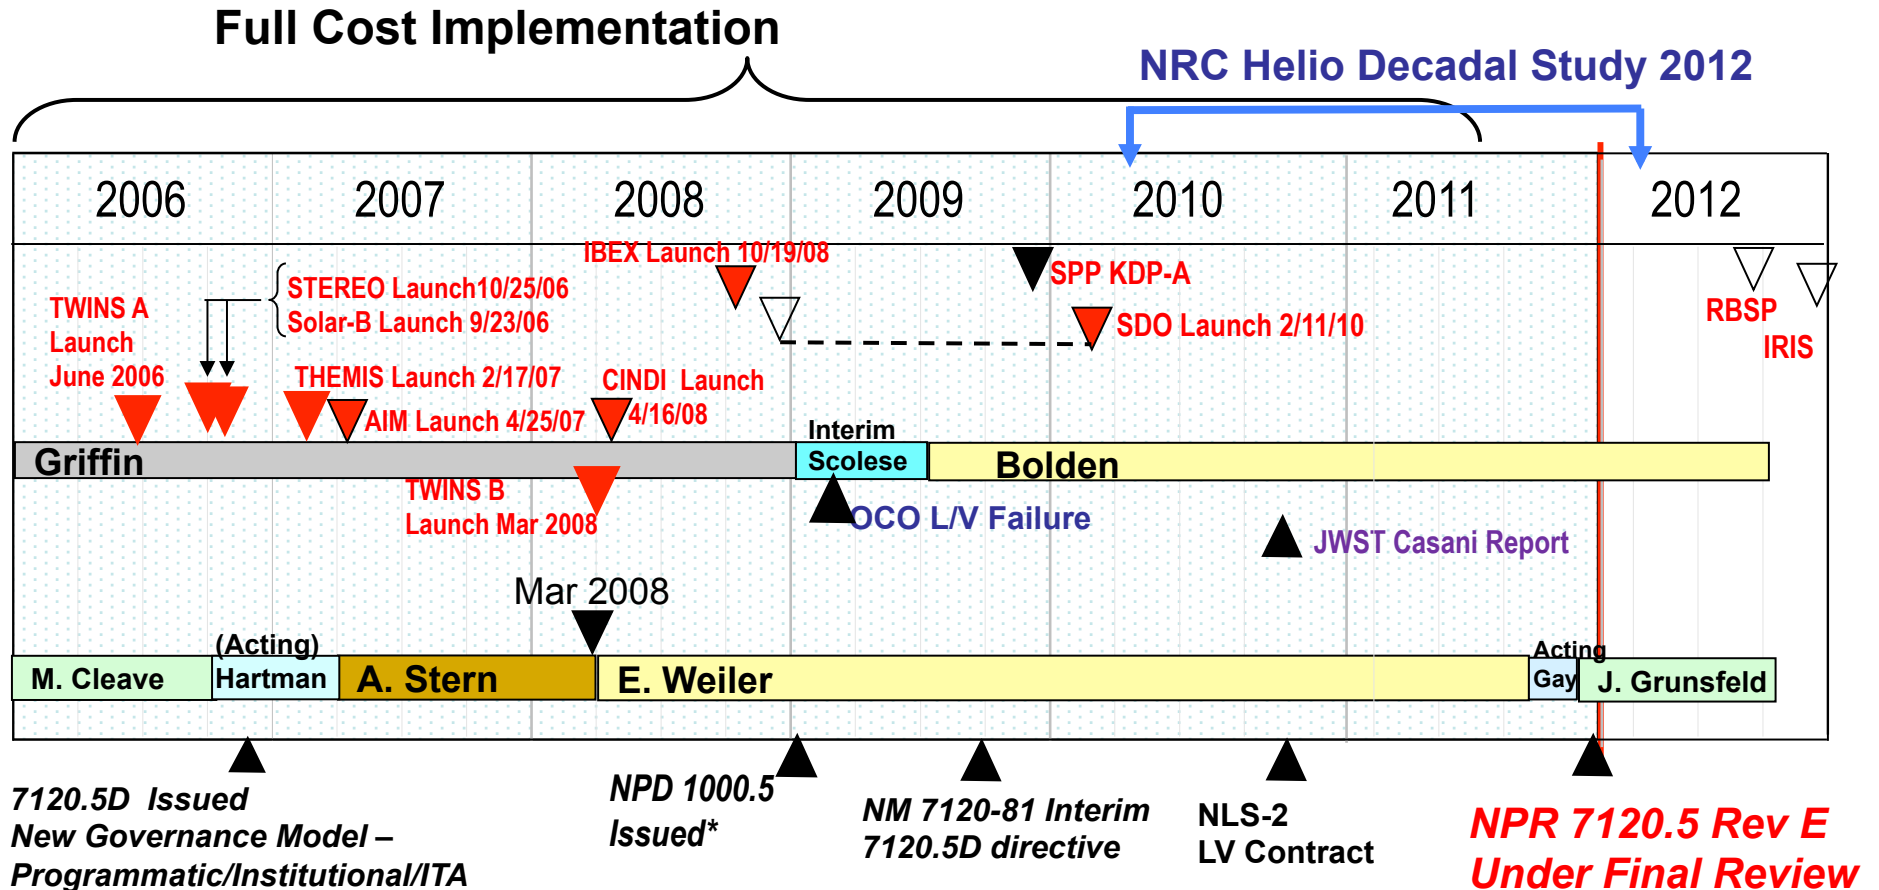 Full Cost Implementation
NRC Helio Decadal Study 2012
2006
2007
2008
2009
2010
2011
2012
IBEX Launch 10/19/08
SPP KDP-A
STEREO Launch10/25/06
Solar-B Launch 9/23/06
TWINS A
Launch
June 2006
SDO Launch 2/11/10
RBSP
IRIS
THEMIS Launch 2/17/07
AIM Launch 4/25/07
CINDI Launch
4/16/08
Griffin
Interim
Scolese
Bolden
TWINS B
Launch Mar 2008
OCO L/V Failure
JWST Casani Report
Mar 2008
M. Cleave
(Acting)
Hartman
A. Stern
E. Weiler
Acting
Gay
J. Grunsfeld
7120.5D Issued
New Governance Model –
Programmatic/Institutional/ITA
NPD 1000.5
Issued*
NM 7120-81 Interim
7120.5D directive
NLS-2
LV Contract
NPR 7120.5 Rev E
Under Final Review